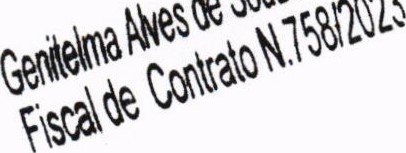 Genitelma Alves de
Fiscal de Contrato N.758/2023